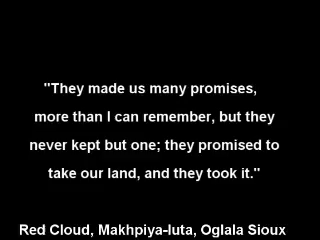 "They made us many promises,
more than I can remember, but they
never kept but one; they promised to
take our land, and they took it."
Red Cloud, Makhpiya-luta, Oglala Sioux